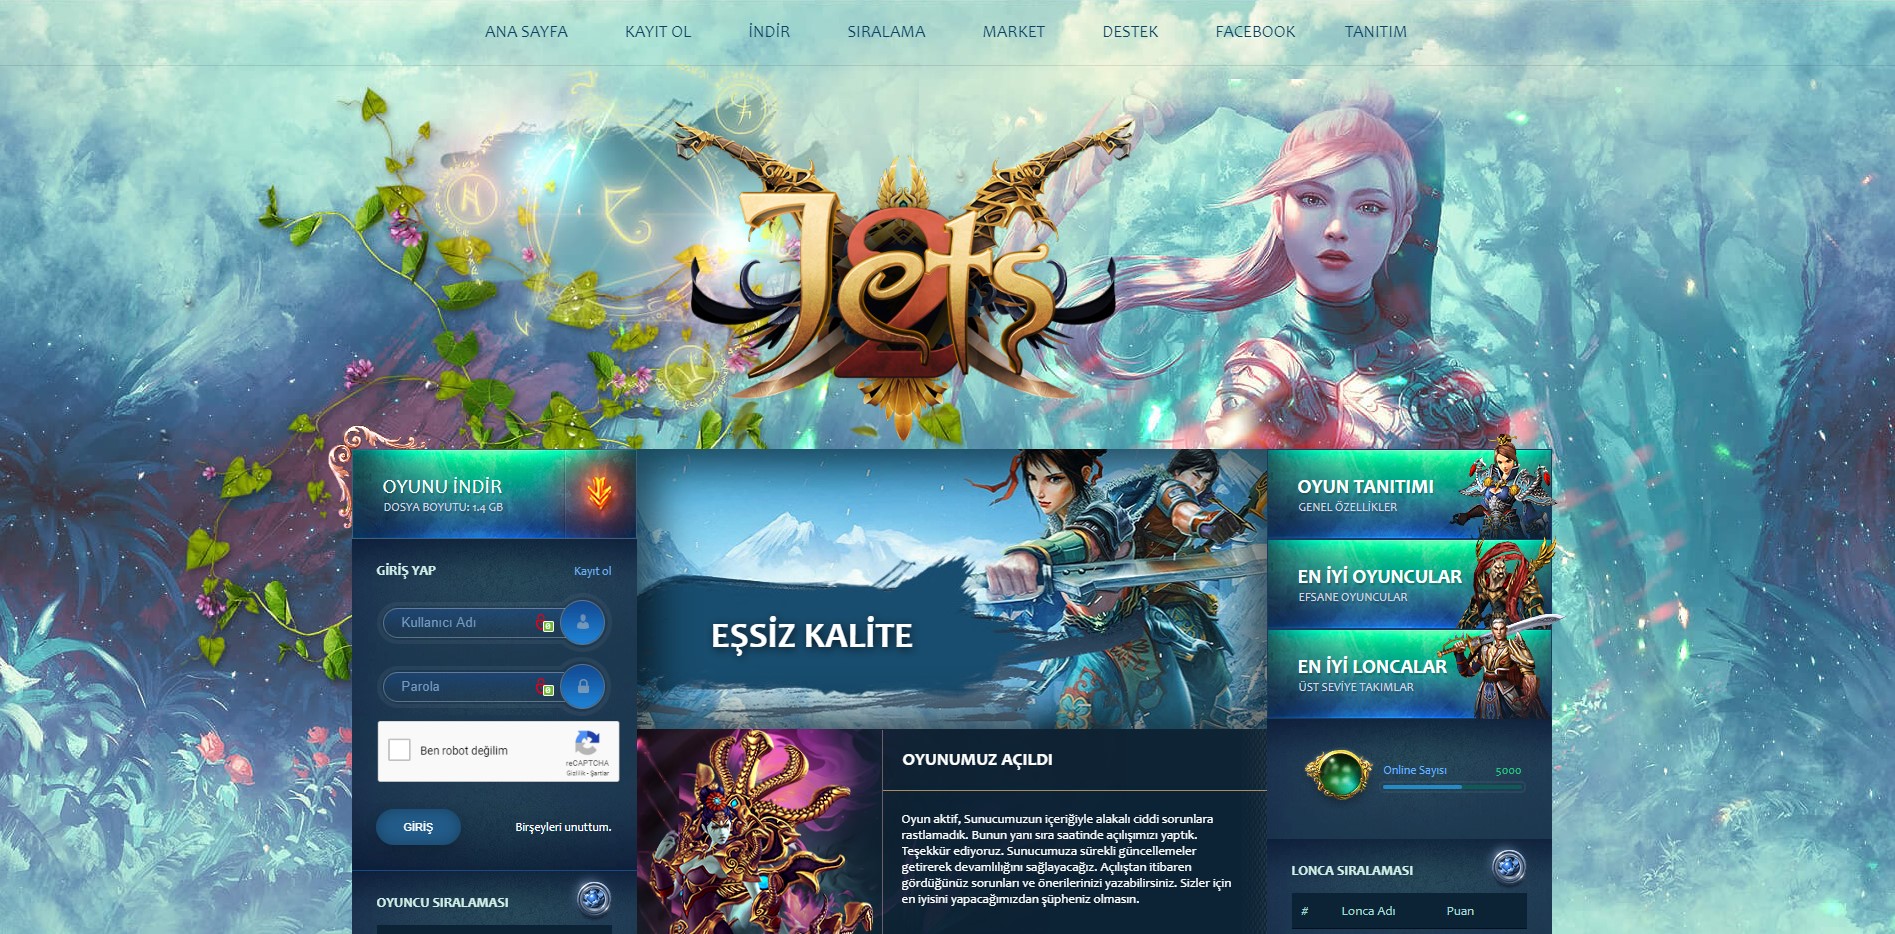 ANA SAYFA KAYIT OL İNDİR SIRALAMA MARKET DESTEK FACEBOOK TANITIM
Jets
2
OYUNU İNDİR
DOSYA BOYUTU: 1.4 GB
GİRİŞ YAP Kayıt ol
Kullanıcı Adı
Parola
Ben robot değilim
reCAPTCHA
Gizlilik - Şartlar
GİRİŞ Birşeyleri unuttum.
OYUNCU SIRALAMASI
EŞSİZ KALİTE
OYUNUMUZ AÇILDI
Oyun aktif, Sunucumuzun içeriğiyle alakalı ciddi sorunlara
rastlamadık. Bunun yanı sıra saatinde açılışımızı yaptık.
Teşekkür ediyoruz. Sunucumuza sürekli güncellemeler
getirerek devamlılığını sağlayacağız. Açılıştan itibaren
gördüğünüz sorunları ve önerilerinizi yazabilirsiniz. Sizler için
en iyisini yapacağımızdan şüpheniz olmasın.
OYUN TANITIMI
GENEL ÖZELLİKLER
EN İYİ OYUNCULAR
EFSANE OYUNCULAR
EN İYİ LONCALAR
ÜST SEVİYE TAKIMLAR
Online Sayısı 5000
LONCA SIRALAMASI
# Lonca Adı Puan